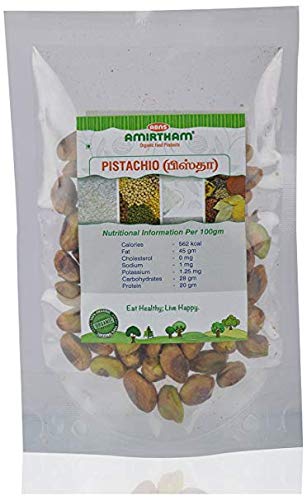 ABNS
AMIRTHAM®
Organic Food Products
PISTACHIO (பிஸ்தா)
Nutritional Information Per 100gm
Calories - 562 kcal
Fat - 45 gm
Cholesterol - 0 mg
Sodium - 1 mg
Potassium - 1.25 mg
Carbohydrates - 28 gm
Protein - 20 gm
ORGANIC
Eat Healthy; Live Happy.